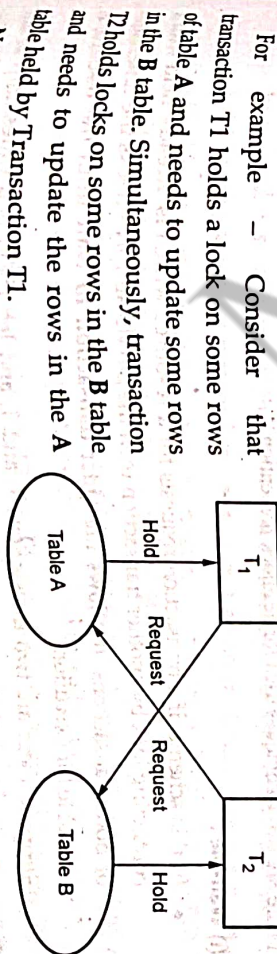 For example – Consider that
transaction T1 holds a lock on some rows
of table A and needs to update some rows
in the B table. Simultaneously, transaction
T2 holds locks on some rows in the B table
and needs to update the rows in the A
table held by Transaction T1.
T1
T2
Hold
Request
Request
Hold
Table A
Table B